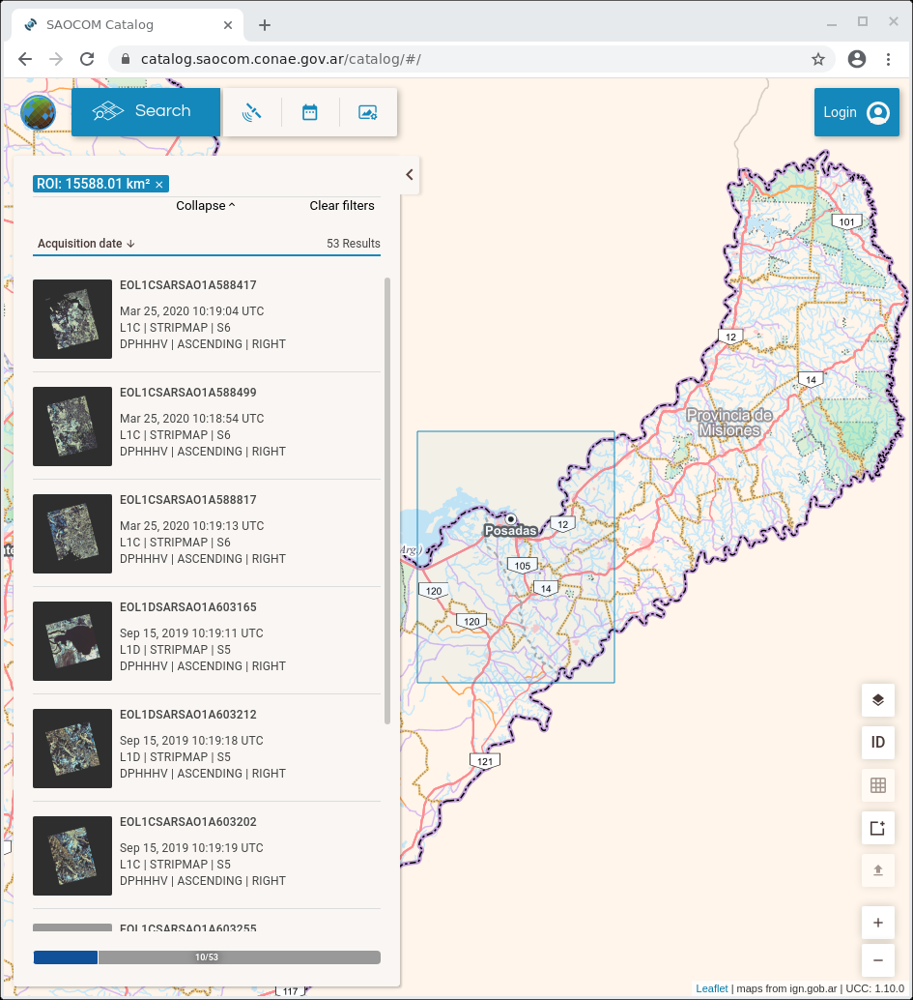 SAOCOM Catalog
catalog.saocom.conae.gov.ar/catalog/#/
Search
Login
ROI: 15588.01 km² ×
Collapse
Clear filters
Acquisition date
53 Results
EOL1CSARSAO1A588417
Mar 25, 2020 10:19:04 UTC
L1C | STRIPMAP | S6
DPHHHV | ASCENDING | RIGHT
EOL1CSARSAO1A588499
Mar 25, 2020 10:18:54 UTC
L1C | STRIPMAP | S6
DPHHHV | ASCENDING | RIGHT
EOL1CSARSAO1A588817
Mar 25, 2020 10:19:13 UTC
L1C | STRIPMAP | S6
DPHHHV | ASCENDING | RIGHT
EOL1DSARSAO1A603165
Sep 15, 2019 10:19:11 UTC
L1D | STRIPMAP | S5
DPHHHV | ASCENDING | RIGHT
EOL1DSARSAO1A603212
Sep 15, 2019 10:19:18 UTC
L1D | STRIPMAP | S5
DPHHHV | ASCENDING | RIGHT
EOL1CSARSAO1A603202
Sep 15, 2019 10:19:19 UTC
L1C | STRIPMAP | S5
DPHHHV | ASCENDING | RIGHT
EOL1CSARSAO1A603255
10/53
101
12
14
Provincia de
Misiones
Posadas
12
Arg.)
105
14
120
120
121
117
ID
+
−
Leaflet | maps from ign.gob.ar | UCC: 1.10.0